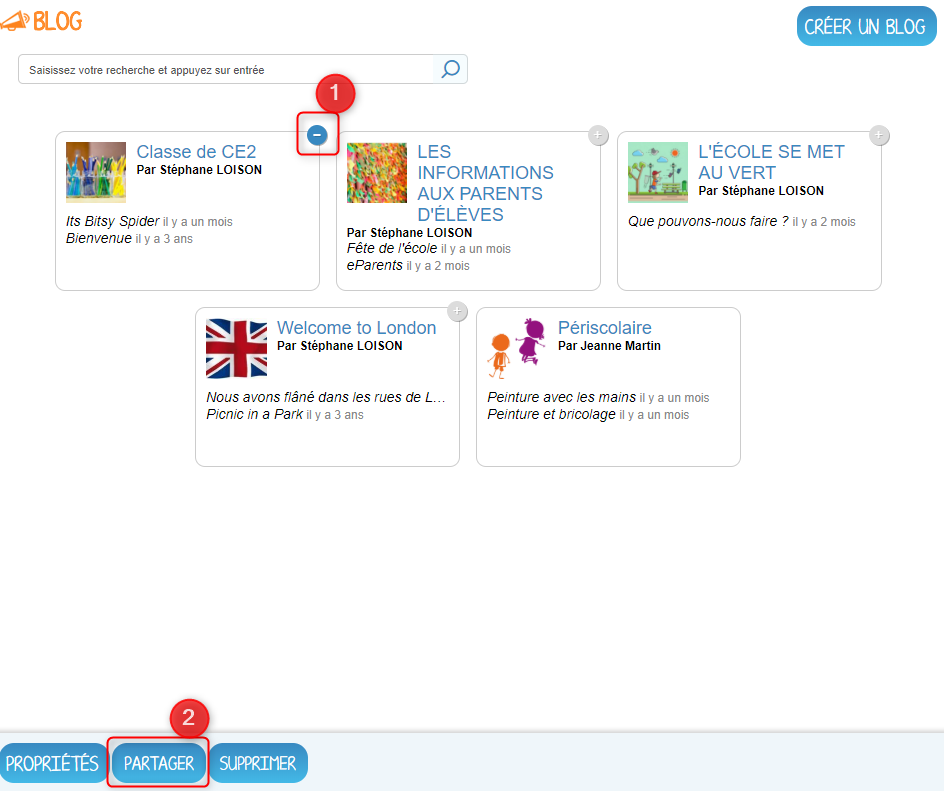 BLOG
CRÉER UN BLOG
Saisissez votre recherche et appuyez sur entrée
1
Classe de CE2
Par Stéphane LOISON
Its Bitsy Spider il y a un mois
Bienvenue il y a 3 ans
LES
INFORMATIONS
AUX PARENTS
D'ÉLÈVES
Par Stéphane LOISON
Fête de l'école il y a un mois
eParents il y a 2 mois
L'ÉCOLE SE MET
AU VERT
Par Stéphane LOISON
Que pouvons-nous faire ? il y a 2 mois
Welcome to London
Par Stéphane LOISON
Nous avons flâné dans les rues de L...
Picnic in a Park il y a 3 ans
Périscolaire
Par Jeanne Martin
Peinture avec les mains il y a un mois
Peinture et bricolage il y a un mois
2
PROPRIÉTÉS
PARTAGER
SUPPRIMER